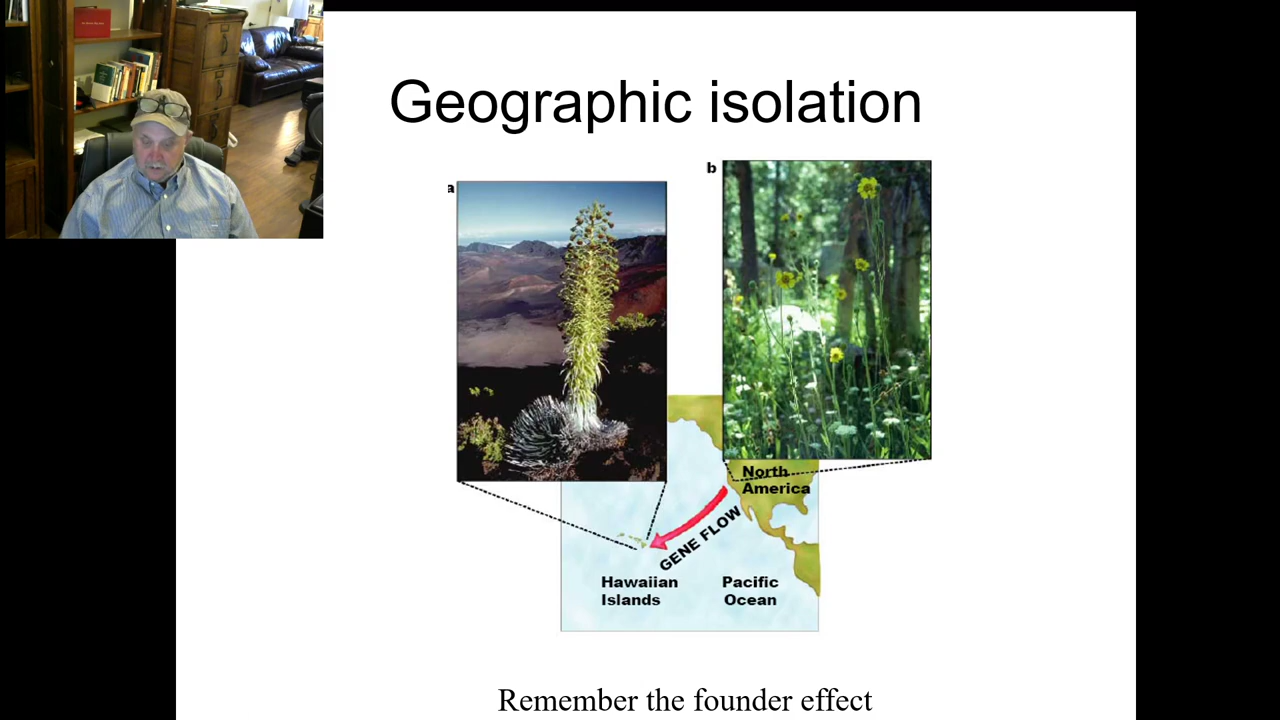 Geographic isolation
a
b
North
America
GENE FLOW
Hawaiian
Islands
Pacific
Ocean
Remember the founder effect